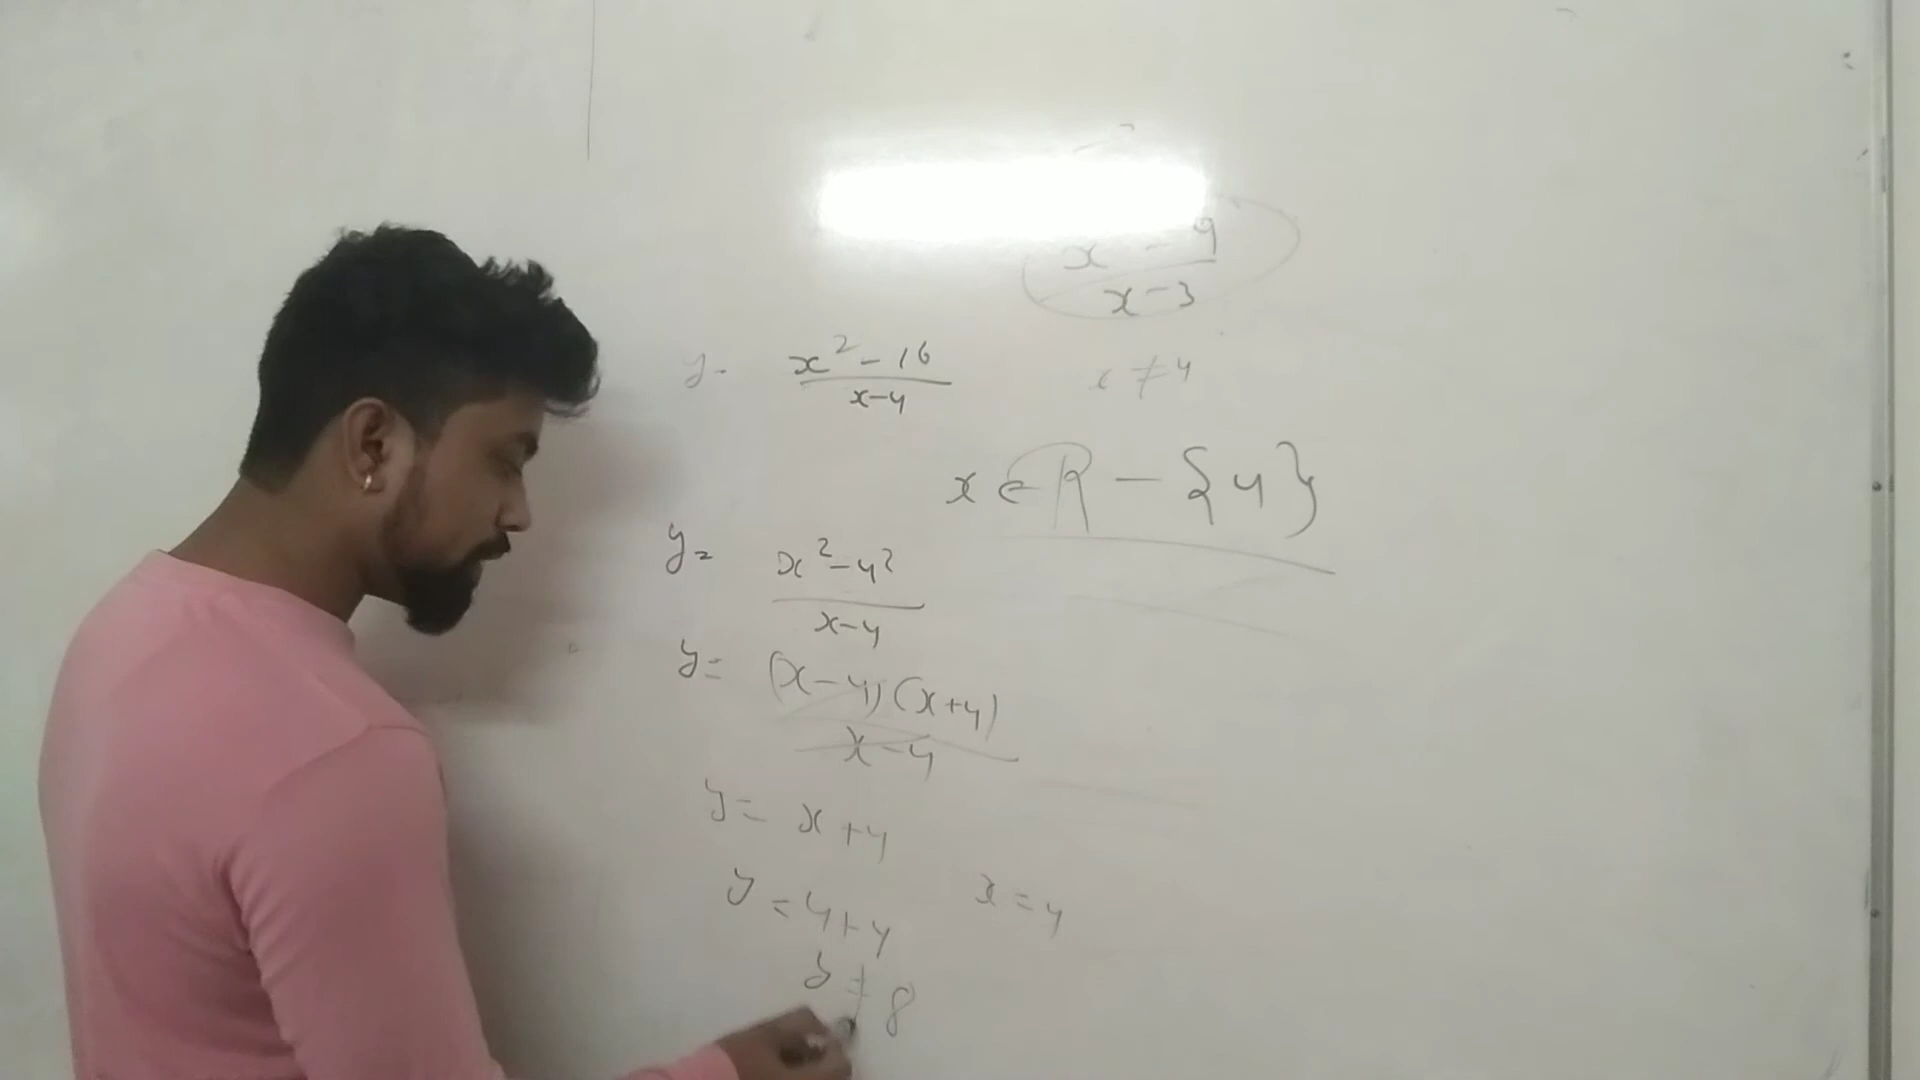 x - 9
x-3
y= x² - 16
x-4
x ≠ 4
x ∈ R - {4}
y= x² - 4²
x-4
y= (x-4)(x+4)
x-4
y= x+4
y=4+4
x=4
y ≠ 8